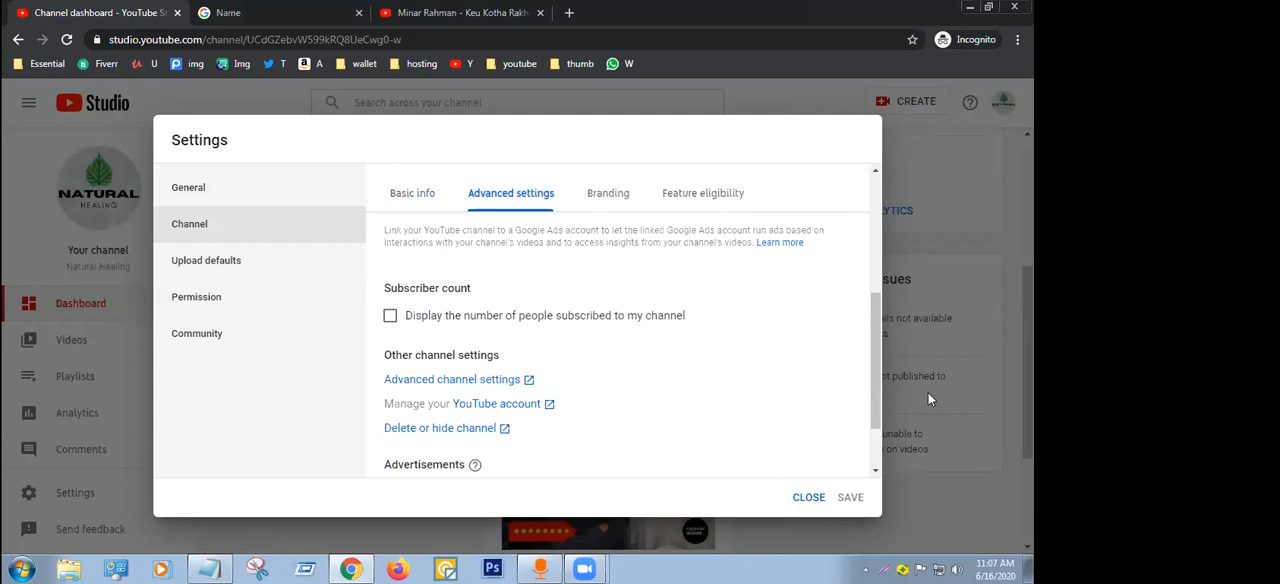 Channel dashboard - YouTube S
Name
Minar Rahman - Keu Kotha Rakh
studio.youtube.com/channel/UCdGZebvW599kRQ8UeCwg0-w
Incognito
Essential
Fiverr
U
img
Img
T
A
wallet
hosting
Y
youtube
thumb
W
Studio
Search across your channel
CREATE
Settings
NATURAL
HEALING
Your channel
Natural Healing
Dashboard
Videos
Playlists
Analytics
Comments
Settings
Send feedback
General
Channel
Upload defaults
Permission
Community
Basic info
Advanced settings
Branding
Feature eligibility
Link your YouTube channel to a Google Ads account to let the linked Google Ads account run ads based on
interactions with your channel's videos and to access insights from your channel's videos. Learn more
Subscriber count
Display the number of people subscribed to my channel
Other channel settings
Advanced channel settings
Manage your YouTube account
Delete or hide channel
Advertisements
CLOSE
SAVE
YTICS
ues
ils not available
ts
ot published to
unable to
on videos
Ps
11:07 AM
6/16/2020